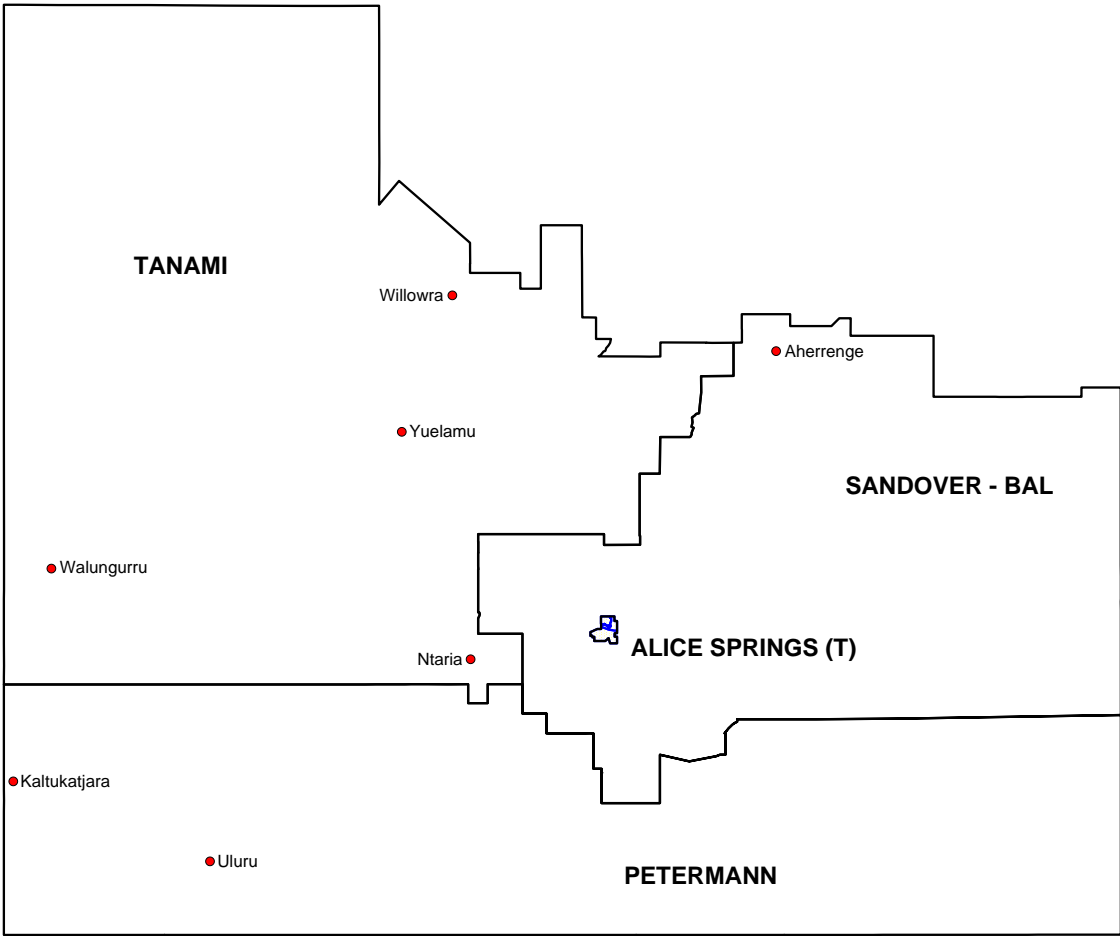 TANAMI
Willowra
Aherrenge
Yuelamu
SANDOVER - BAL
Walungurru
ALICE SPRINGS (T)
Ntaria
Kaltukatjara
Uluru
PETERMANN